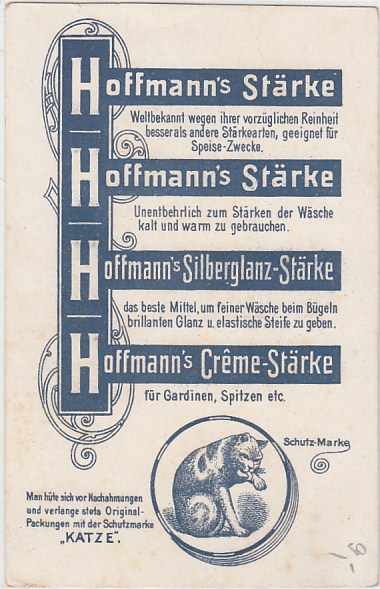 Hoffmann's Stärke
Weltbekannt wegen ihrer vorzüglichen Reinheit
besserals andere Stärkearten, geeignet für
Speise-Zwecke.
Hoffmann's Stärke
Unentbehrlich zum Stärken der Wäsche
kalt und warm zu gebrauchen.
Hoffmann's Silberglanz-Stärke
das beste Mittel, um feiner Wäsche beim Bügeln
brillanten Glanz u. elastische Steife zu geben.
Hoffmann's Crême-Stärke
für Gardinen, Spitzen etc.
Schutz-Marke
Man hüte sich vor Nachahmungen
und verlange stets Original-
Packungen mit der Schutzmarke
„KATZE".